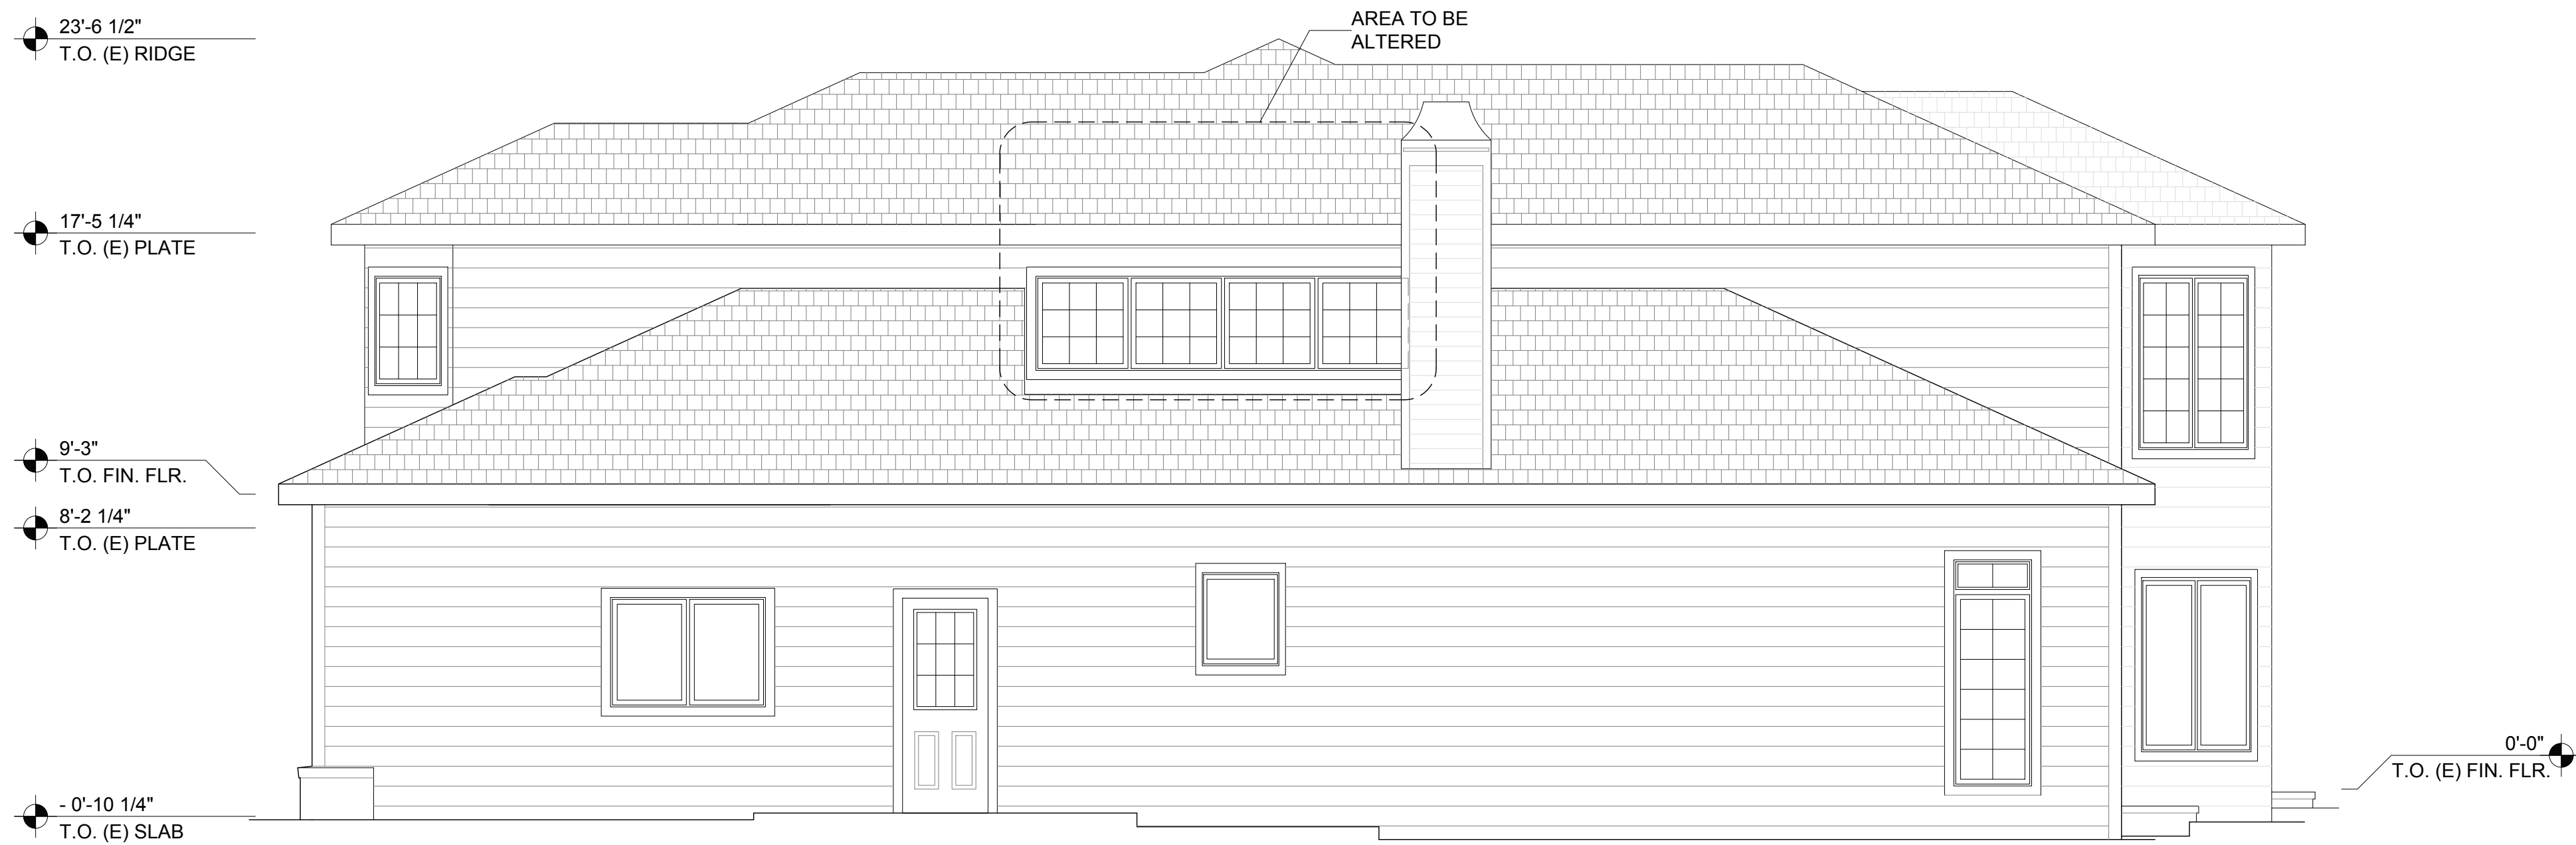 23'-6 1/2"
T.O. (E) RIDGE
AREA TO BE
ALTERED
17'-5 1/4"
T.O. (E) PLATE
9'-3"
T.O. FIN. FLR.
8'-2 1/4"
T.O. (E) PLATE
0'-0"
T.O. (E) FIN. FLR.
- 0'-10 1/4"
T.O. (E) SLAB